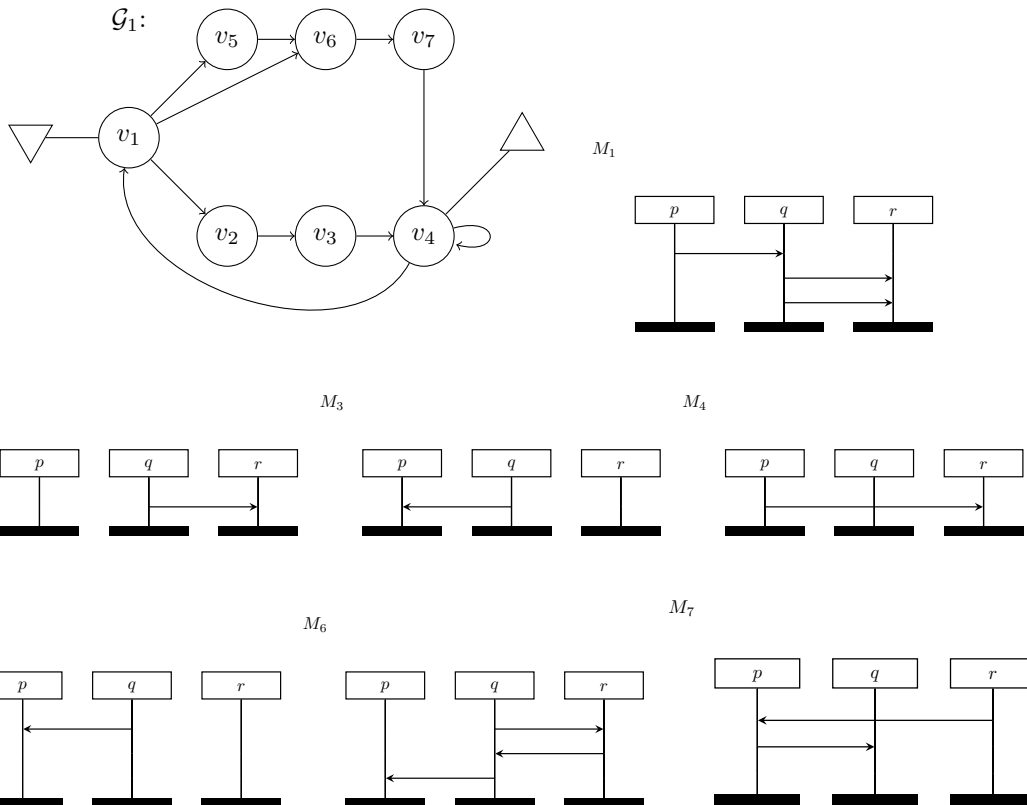 𝒢₁:
v₅ v₆ v₇
v₁
v₂ v₃ v₄
M₁
p q r
M₃ M₄
p q r p q r p q r
M₆ M₇
p q r p q r p q r